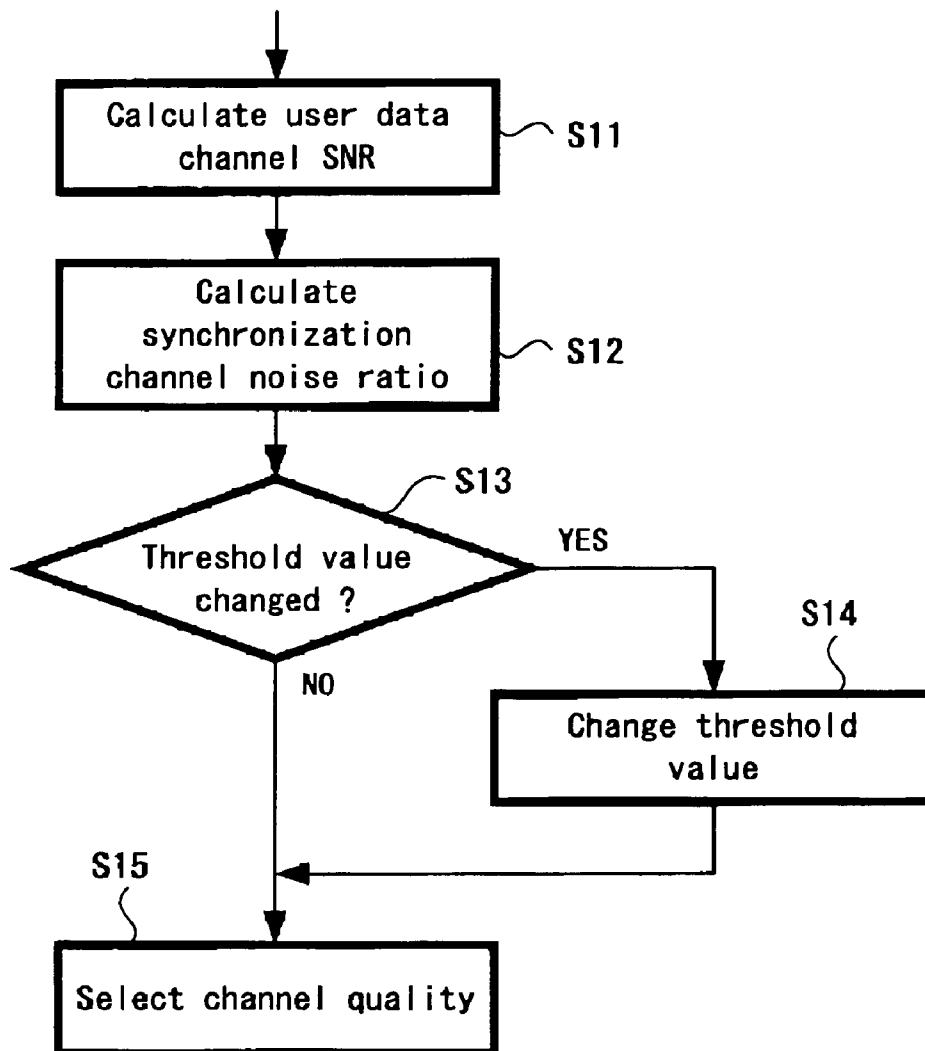 Calculate user data
channel SNR
S11
Calculate
synchronization
channel noise ratio
S12
S13
Threshold value
changed ?
YES
NO
S14
Change threshold
value
S15
Select channel quality